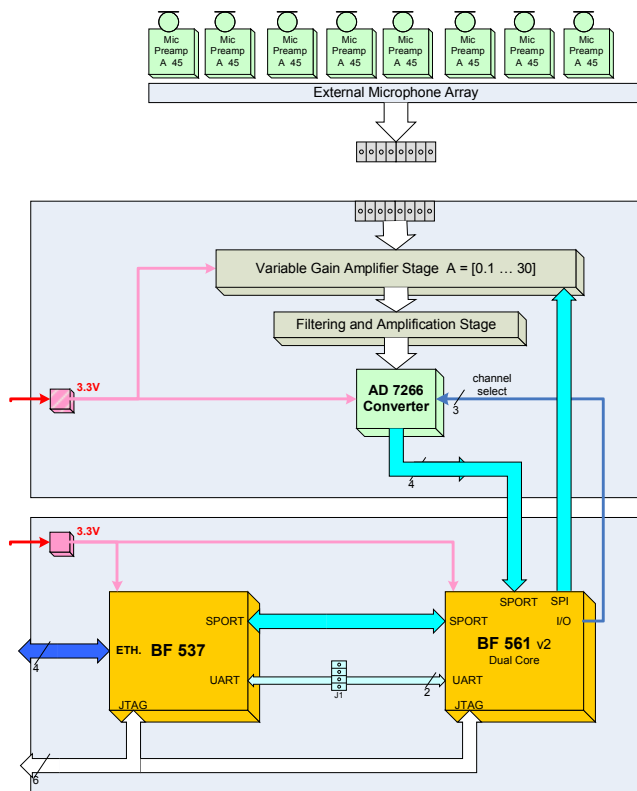 Mic Preamp A 45
Mic Preamp A 45
Mic Preamp A 45
Mic Preamp A 45
Mic Preamp A 45
Mic Preamp A 45
Mic Preamp A 45
Mic Preamp A 45
External Microphone Array
Variable Gain Amplifier Stage A = [0.1 … 30]
Filtering and Amplification Stage
3.3V
AD 7266
Converter
channel
select
3
4
3.3V
SPORT
SPI
SPORT
SPORT
I/O
ETH.
BF 537
BF 561 v2
Dual Core
4
UART
UART
2
J1
JTAG
JTAG
6